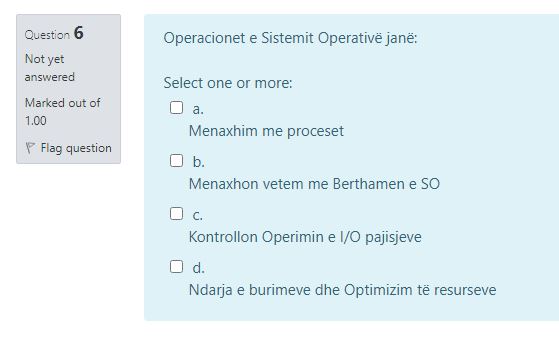 Question 6
Not yet
answered
Marked out of
1.00
Flag question
Operacionet e Sistemit Operativë janë:
Select one or more:
a.
Menaxhim me proceset
b.
Menaxhon vetem me Berthamen e SO
c.
Kontrollon Operimin e I/O pajisjeve
d.
Ndarja e burimeve dhe Optimizim të resurseve